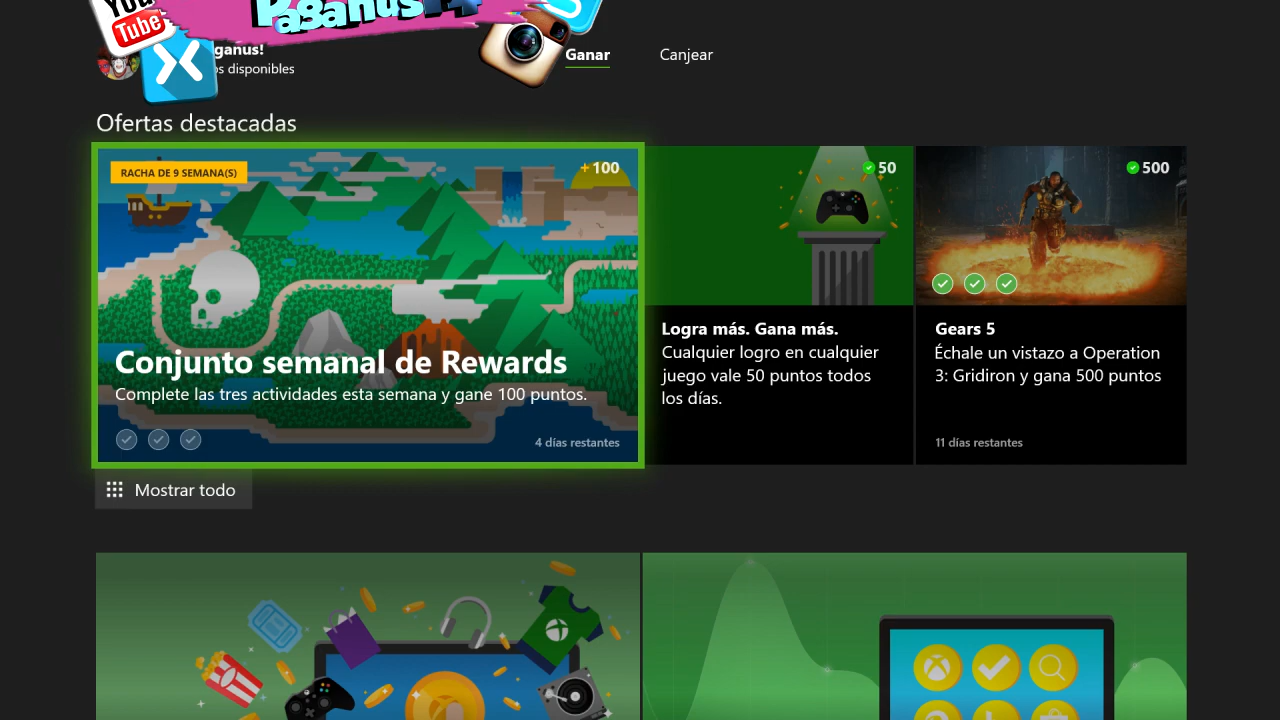 You
Tube
Paganus
ganus!
os disponibles
Ganar
Canjear
Ofertas destacadas
RACHA DE 9 SEMANA(S)
+100
Conjunto semanal de Rewards
Complete las tres actividades esta semana y gane 100 puntos.
4 días restantes
50
Logra más. Gana más.
Cualquier logro en cualquier
juego vale 50 puntos todos
los días.
500
Gears 5
Échale un vistazo a Operation
3: Gridiron y gana 500 puntos
11 días restantes
Mostrar todo